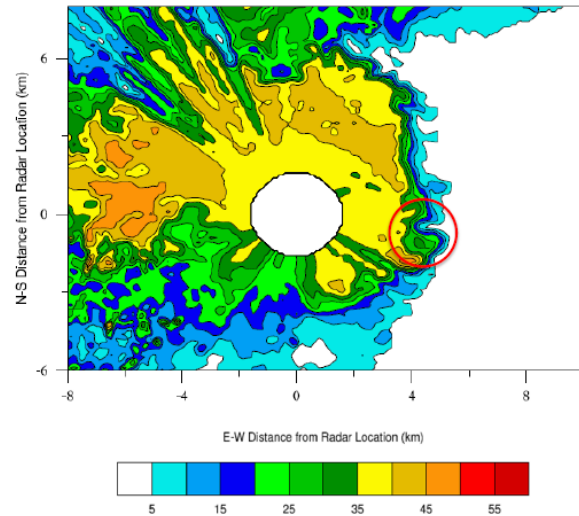 6
0
-6
N-S Distance from Radar Location (km)
-8 -4 0 4 8
E-W Distance from Radar Location (km)
5 15 25 35 45 55